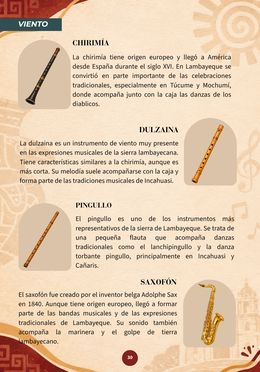 VIENTO
CHIRIMÍA
La chirimía tiene origen europeo y llegó a América
desde España durante el siglo XVI. En Lambayeque se
convirtió en parte importante de las celebraciones
tradicionales, especialmente en Túcume y Mochumí,
donde acompaña junto con la caja las danzas de los
diablicos.
DULZAINA
La dulzaina es un instrumento de viento muy presente
en las expresiones musicales de la sierra lambayecana.
Tiene características similares a la chirimía, aunque es
más corta. Su melodía suele acompañarse con la caja y
forma parte de las tradiciones musicales de Incahuasi.
PINGULLO
El pingullo es uno de los instrumentos más
representativos de la sierra de Lambayeque. Se trata de
una pequeña flauta que acompaña danzas
tradicionales como el lanchipingullo y la danza
torbante pingullo, principalmente en Incahuasi y
Cañaris.
SAXOFÓN
El saxofón fue creado por el inventor belga Adolphe Sax
en 1840. Aunque tiene origen europeo, llegó a formar
parte de las bandas musicales y de las expresiones
tradicionales de Lambayeque. Su sonido también
acompaña la marinera y el golpe de tierra
lambayecano.
30